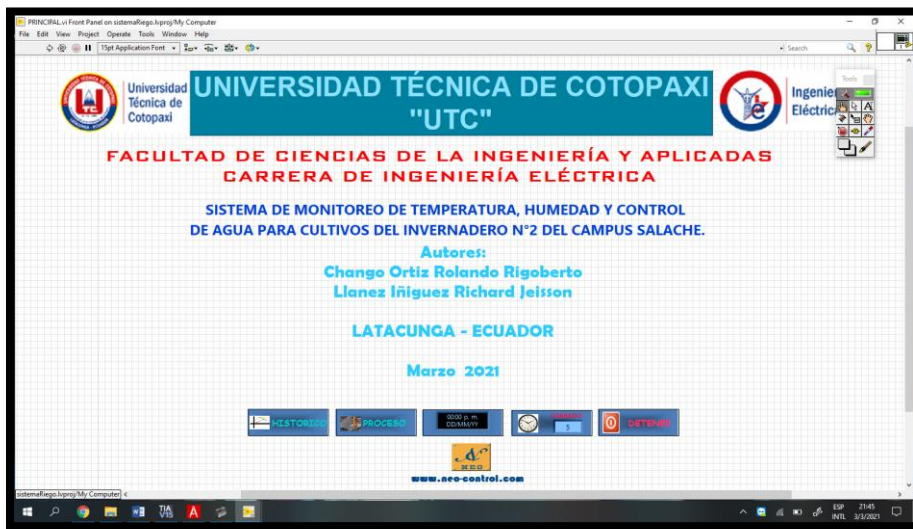 PRINCIPAL.vi Front Panel on sistemaRiego.lvproj/My Computer
File Edit View Project Operate Tools Window Help
15pt Application Font
Search
Tools
Universidad
Técnica de
Cotopaxi
UNIVERSIDAD TÉCNICA DE COTOPAXI
"UTC"
Ingenier
Eléctric
FACULTAD DE CIENCIAS DE LA INGENIERÍA Y APLICADAS
CARRERA DE INGENIERÍA ELÉCTRICA
SISTEMA DE MONITOREO DE TEMPERATURA, HUMEDAD Y CONTROL
DE AGUA PARA CULTIVOS DEL INVERNADERO N°2 DEL CAMPUS SALACHE.
Autores:
Chango Ortiz Rolando Rigoberto
Llanez Iñiguez Richard Jeisson
LATACUNGA - ECUADOR
Marzo 2021
HISTORICO
PROCESO
00:00 p. m.
DD/MM/YY
5
DETENER
NEO
www.neo-control.com
sistemaRiego.lvproj/My Computer
TIA
V15
ESP
INTL
21:45
3/3/2021